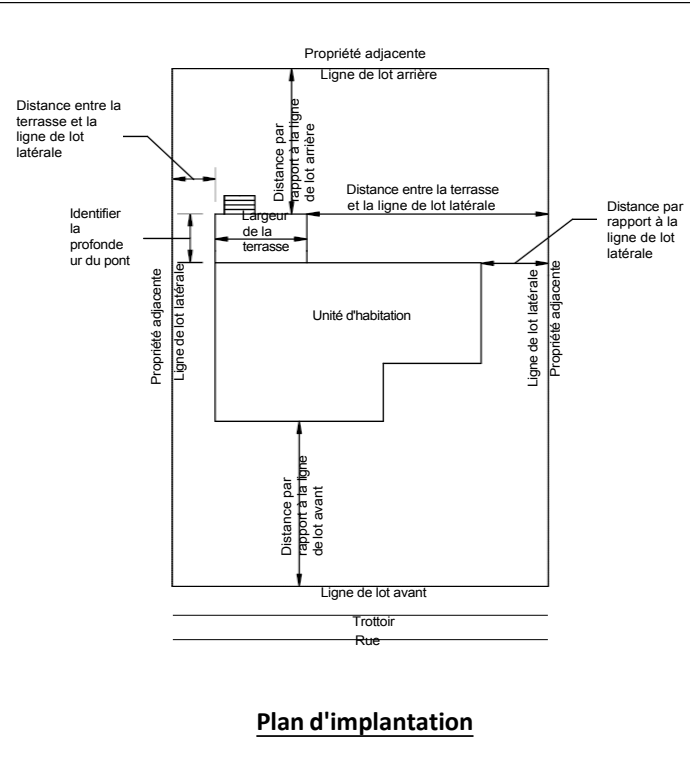 Propriété adjacente
Ligne de lot arrière
Distance entre la
terrasse et la
ligne de lot
latérale
Distance par
rapport à la ligne
de lot arrière
Distance entre la terrasse
et la ligne de lot latérale
Distance par
rapport à la
ligne de lot
latérale
Identifier
la
profonde
ur du pont
Largeur
de la
terrasse
Propriété adjacente
Ligne de lot latérale
Unité d'habitation
Ligne de lot latérale
Propriété adjacente
Distance par
rapport à la ligne
de lot avant
Ligne de lot avant
Trottoir
Rue
Plan d'implantation